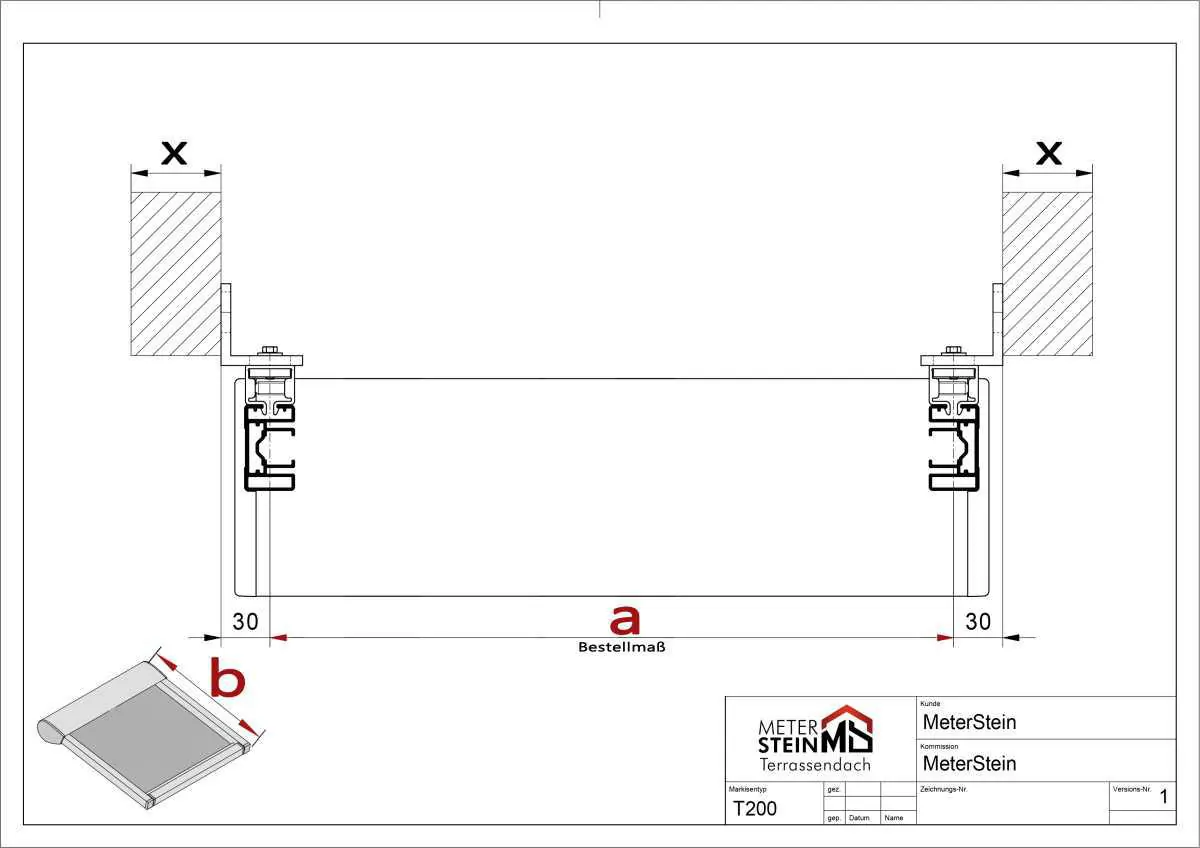 x
x
30
a
30
Bestellmaß
b
METER
STEIN MS
Terrassendach
Kunde
MeterStein
Kommission
MeterStein
Markisentyp
T200
gez.
gep.
Datum
Name
Zeichnungs-Nr.
Versions-Nr.
1